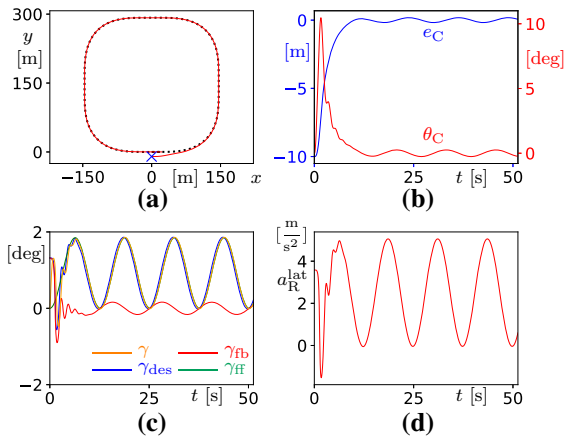 y
[m]
300
150
0
−150
0
[m]
150
x
(a)
0
[m]
−5
−10
e_C
θ_C
10
[deg]
5
0
0
25
t [s]
50
(b)
2
[deg]
0
−2
γ
γ_fb
γ_des
γ_ff
0
25
t [s]
50
(c)
[m/s²]
a_R^lat
4
2
0
0
25
t [s]
50
(d)